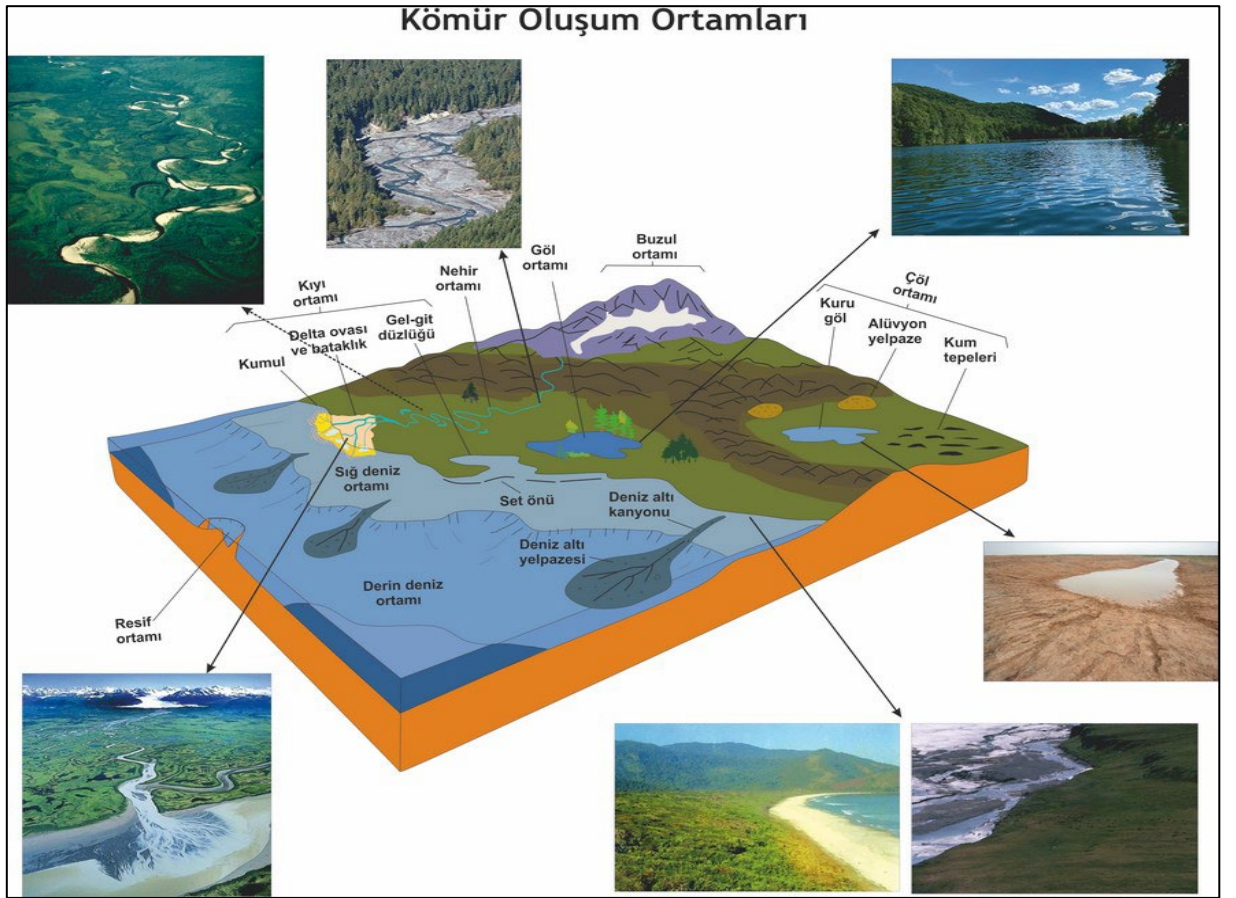 Kömür Oluşum Ortamları
Kıyı
ortamı
Nehir
ortamı
Göl
ortamı
Buzul
ortamı
Çöl
ortamı
Kumul
Delta ovası
ve bataklık
Gel-git
düzlüğü
Kuru
göl
Alüvyon
yelpaze
Kum
tepeleri
Sığ deniz
ortamı
Set önü
Deniz altı
kanyonu
Deniz altı
yelpazesi
Derin deniz
ortamı
Resif
ortamı